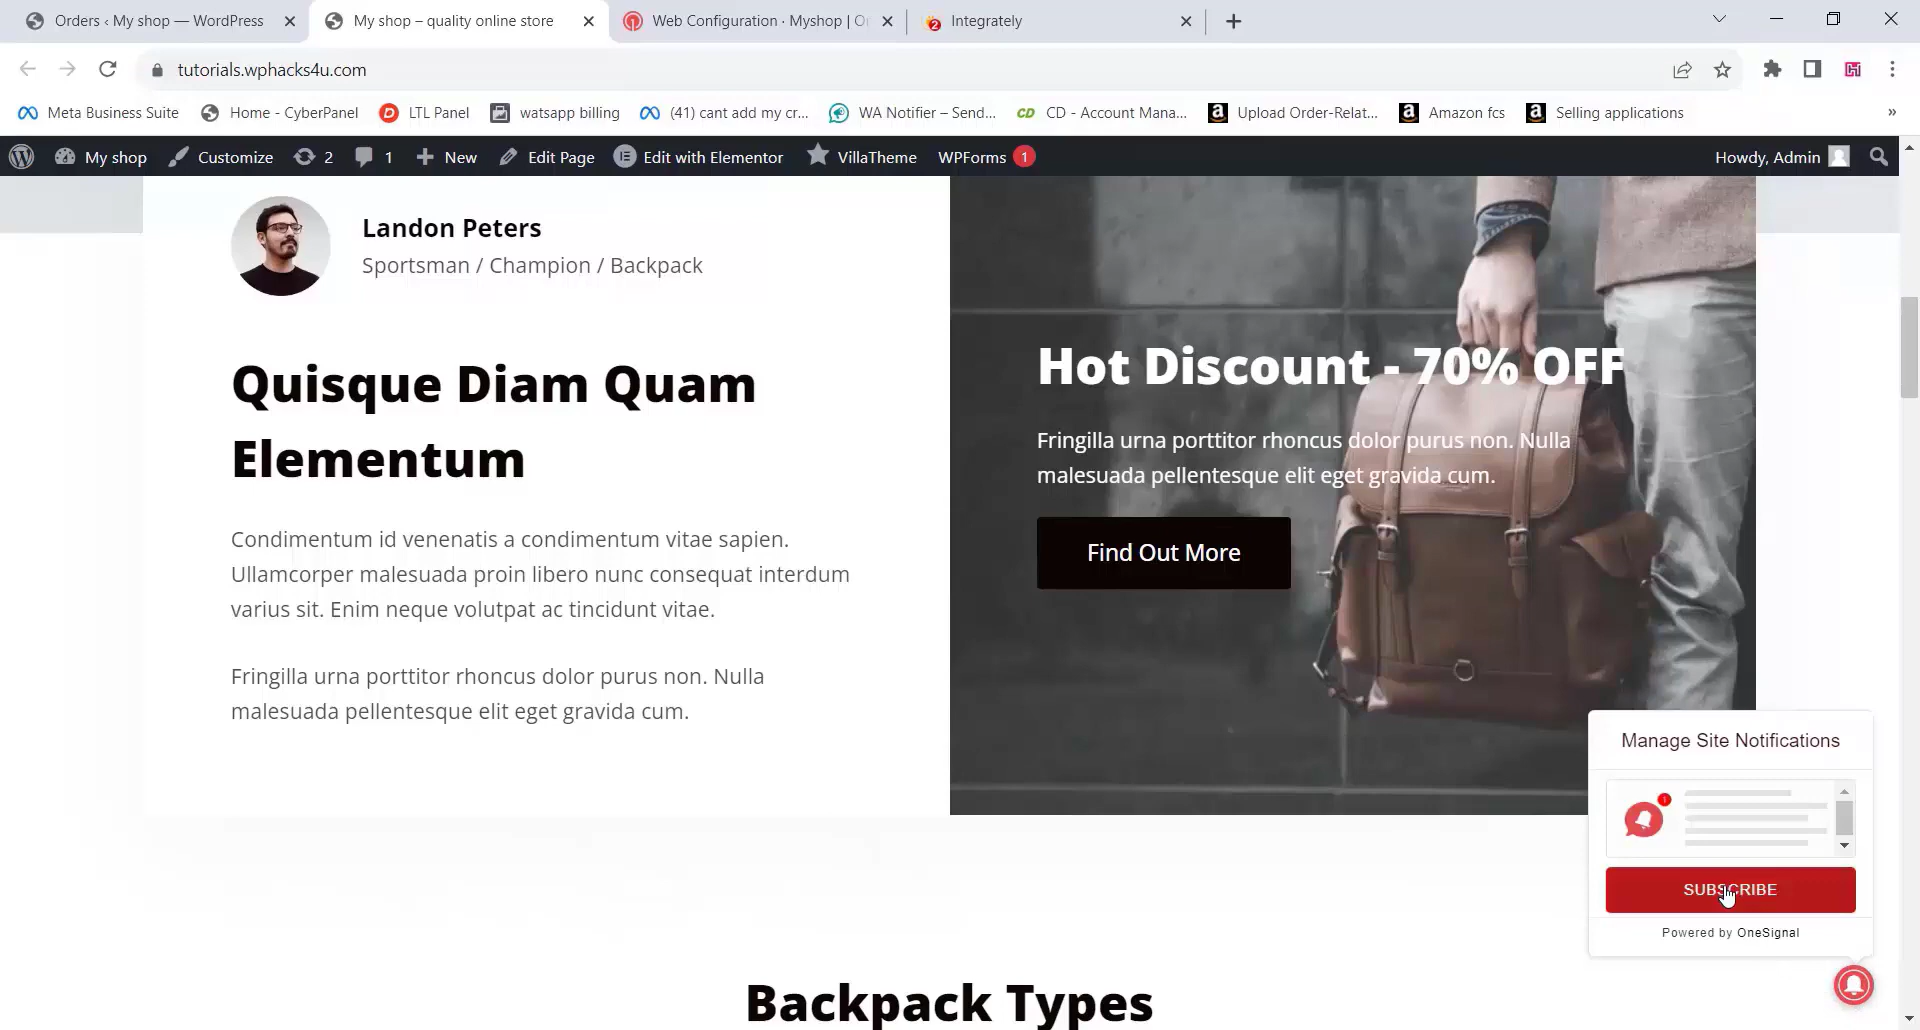 Orders ‹ My shop — WordPress
My shop – quality online store
Web Configuration · Myshop | O
2
Integrately
tutorials.wphacks4u.com
Meta Business Suite
Home - CyberPanel
LTL Panel
watsapp billing
(41) cant add my cr...
WA Notifier – Send...
CD - Account Mana...
Upload Order-Relat...
Amazon fcs
Selling applications
»
My shop
Customize
2
1
New
Edit Page
Edit with Elementor
VillaTheme
WPForms 1
Howdy, Admin
Landon Peters
Sportsman / Champion / Backpack
Quisque Diam Quam
Elementum
Condimentum id venenatis a condimentum vitae sapien.
Ullamcorper malesuada proin libero nunc consequat interdum
varius sit. Enim neque volutpat ac tincidunt vitae.
Fringilla urna porttitor rhoncus dolor purus non. Nulla
malesuada pellentesque elit eget gravida cum.
Hot Discount - 70% OFF
Fringilla urna porttitor rhoncus dolor purus non. Nulla
malesuada pellentesque elit eget gravida cum.
Find Out More
Manage Site Notifications
1
SUBSCRIBE
Powered by OneSignal
Backpack Types